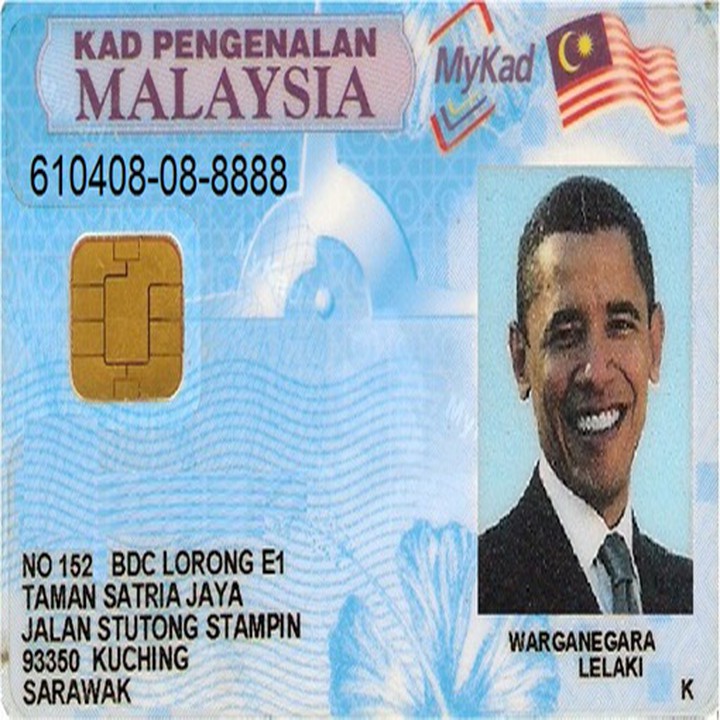 KAD PENGENALAN
MALAYSIA
MyKad
610408-08-8888
NO 152 BDC LORONG E1
TAMAN SATRIA JAYA
JALAN STUTONG STAMPIN
93350 KUCHING
SARAWAK
WARGANEGARA
LELAKI
K